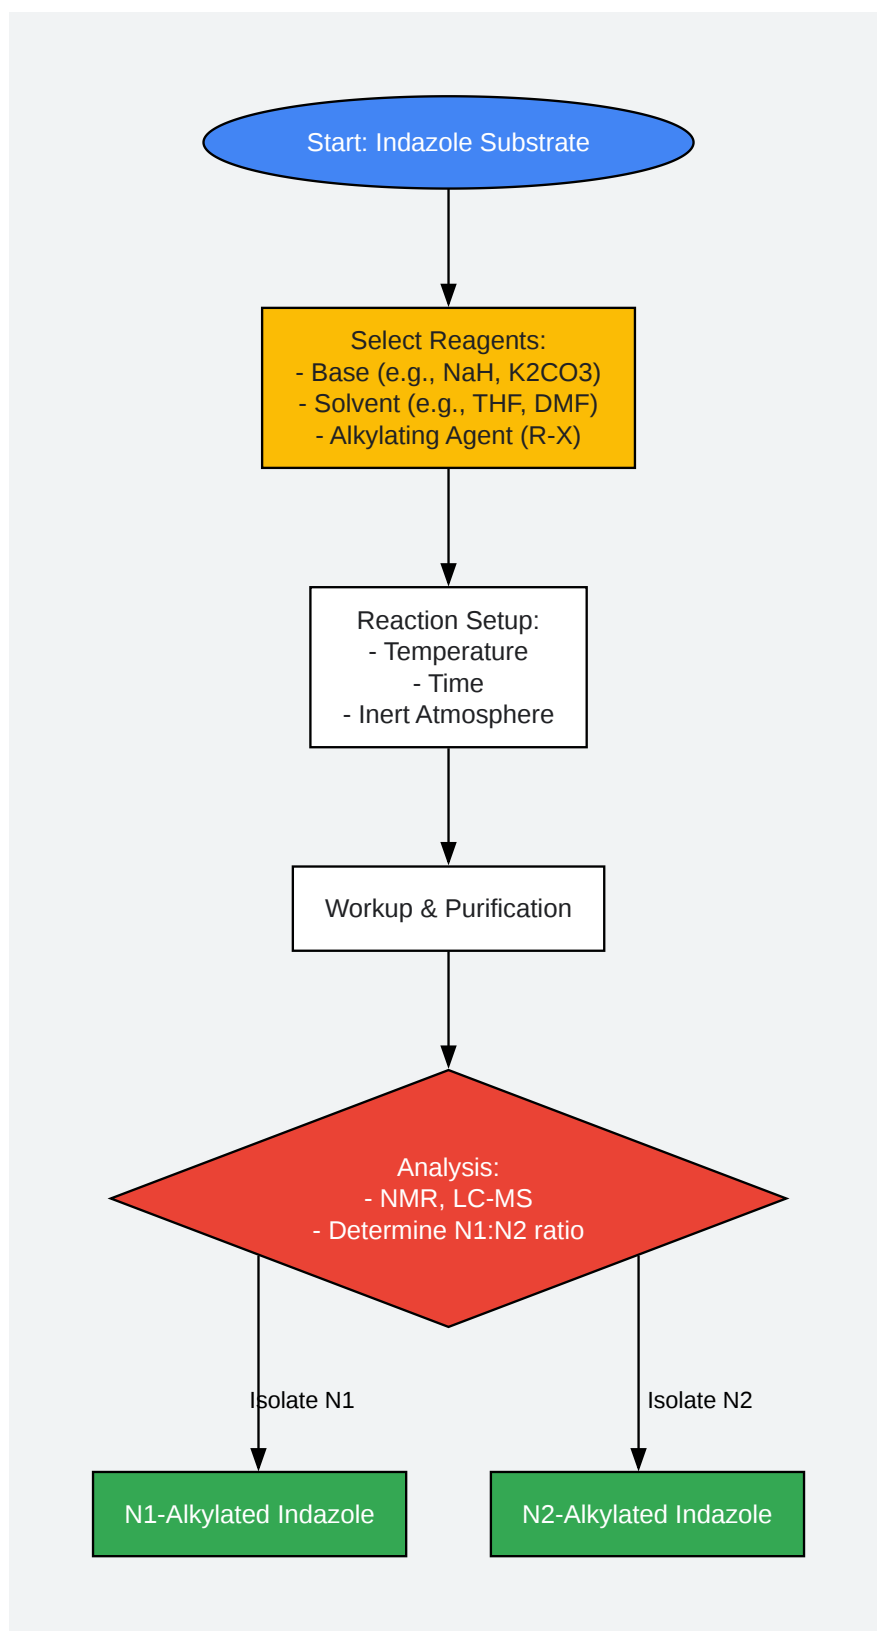 Start: Indazole Substrate
Select Reagents:
- Base (e.g., NaH, K2CO3)
- Solvent (e.g., THF, DMF)
- Alkylating Agent (R-X)
Reaction Setup:
- Temperature
- Time
- Inert Atmosphere
Workup & Purification
Analysis:
- NMR, LC-MS
- Determine N1:N2 ratio
Isolate N1
Isolate N2
N1-Alkylated Indazole
N2-Alkylated Indazole